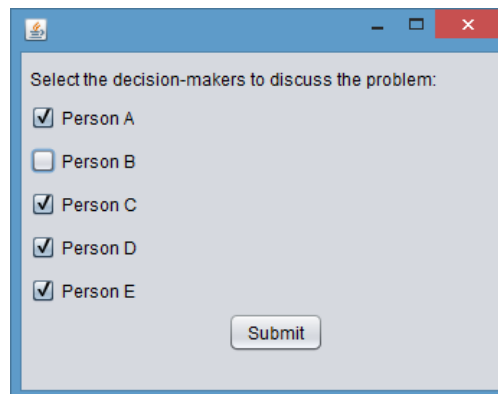 Select the decision-makers to discuss the problem:
Person A
Person B
Person C
Person D
Person E
Submit